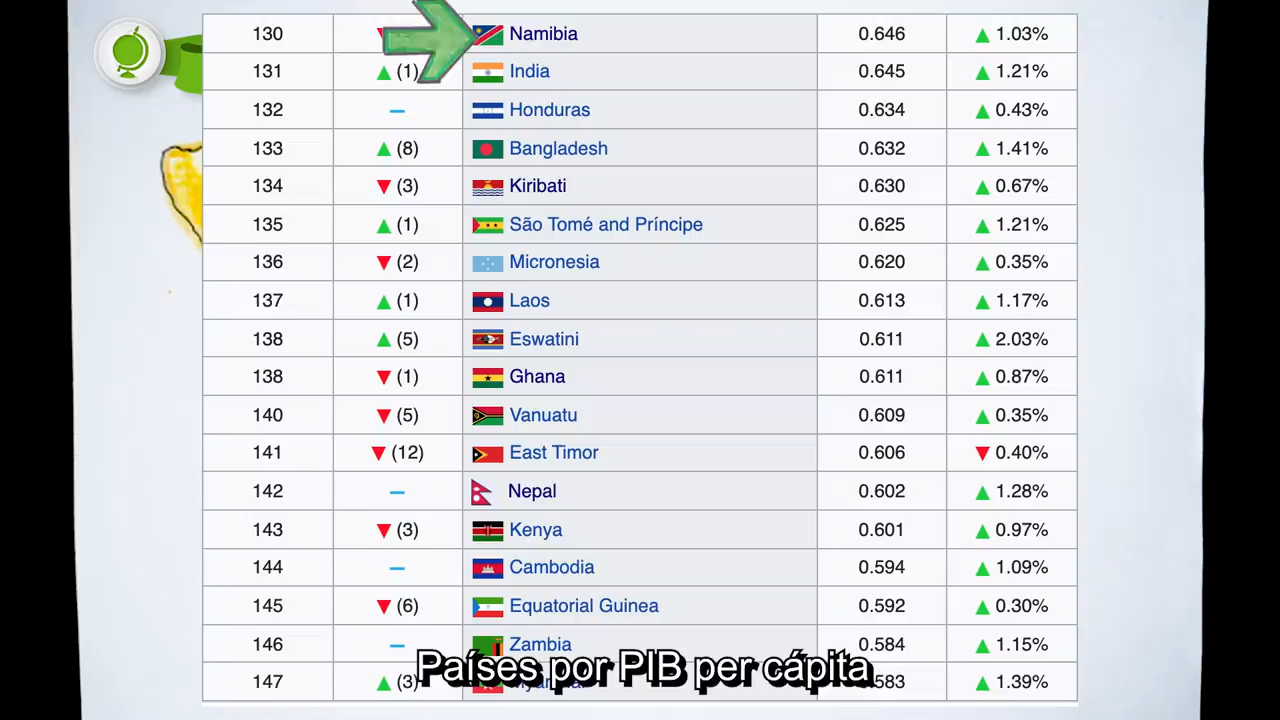 130 Namibia 0.646 ▲ 1.03%
131 ▲ (1) India 0.645 ▲ 1.21%
132 – Honduras 0.634 ▲ 0.43%
133 ▲ (8) Bangladesh 0.632 ▲ 1.41%
134 ▼ (3) Kiribati 0.630 ▲ 0.67%
135 ▲ (1) São Tomé and Príncipe 0.625 ▲ 1.21%
136 ▼ (2) Micronesia 0.620 ▲ 0.35%
137 ▲ (1) Laos 0.613 ▲ 1.17%
138 ▲ (5) Eswatini 0.611 ▲ 2.03%
138 ▼ (1) Ghana 0.611 ▲ 0.87%
140 ▼ (5) Vanuatu 0.609 ▲ 0.35%
141 ▼ (12) East Timor 0.606 ▼ 0.40%
142 – Nepal 0.602 ▲ 1.28%
143 ▼ (3) Kenya 0.601 ▲ 0.97%
144 – Cambodia 0.594 ▲ 1.09%
145 ▼ (6) Equatorial Guinea 0.592 ▲ 0.30%
146 – Zambia 0.584 ▲ 1.15%
147 ▲ (3) 0.583 ▲ 1.39%
Países por PIB per cápita